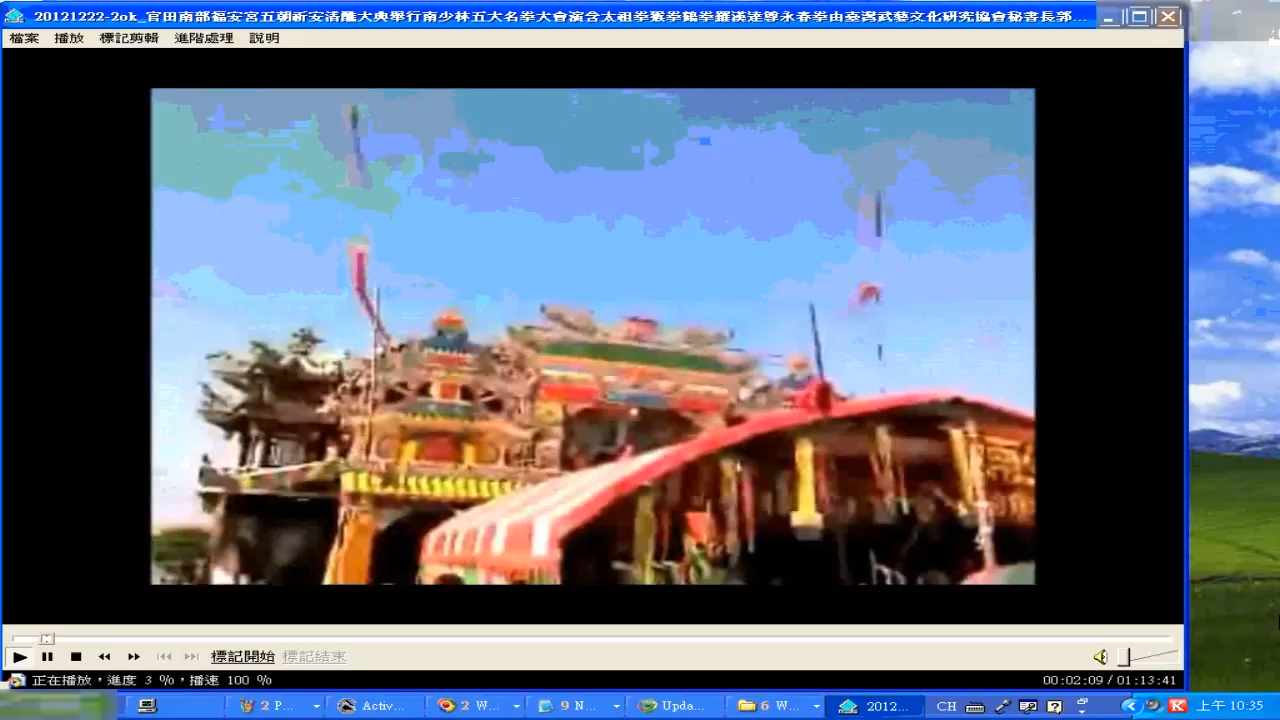 20121222-2ok_官田南部福安宮五朝祈安清醮大典舉行南少林五大名拳大會演含太祖拳猴拳鶴拳羅漢達尊永春拳由臺灣武藝文化研究協會秘書長郭...
檔案 播放 標記剪輯 進階處理 說明
標記開始 標記結束
正在播放，進度 3 %，播速 100 % 00:02:09 / 01:13:41
2 P... Activ... 2 W... 9 N... Upda... 6 W... 2012... CH 上午 10:35